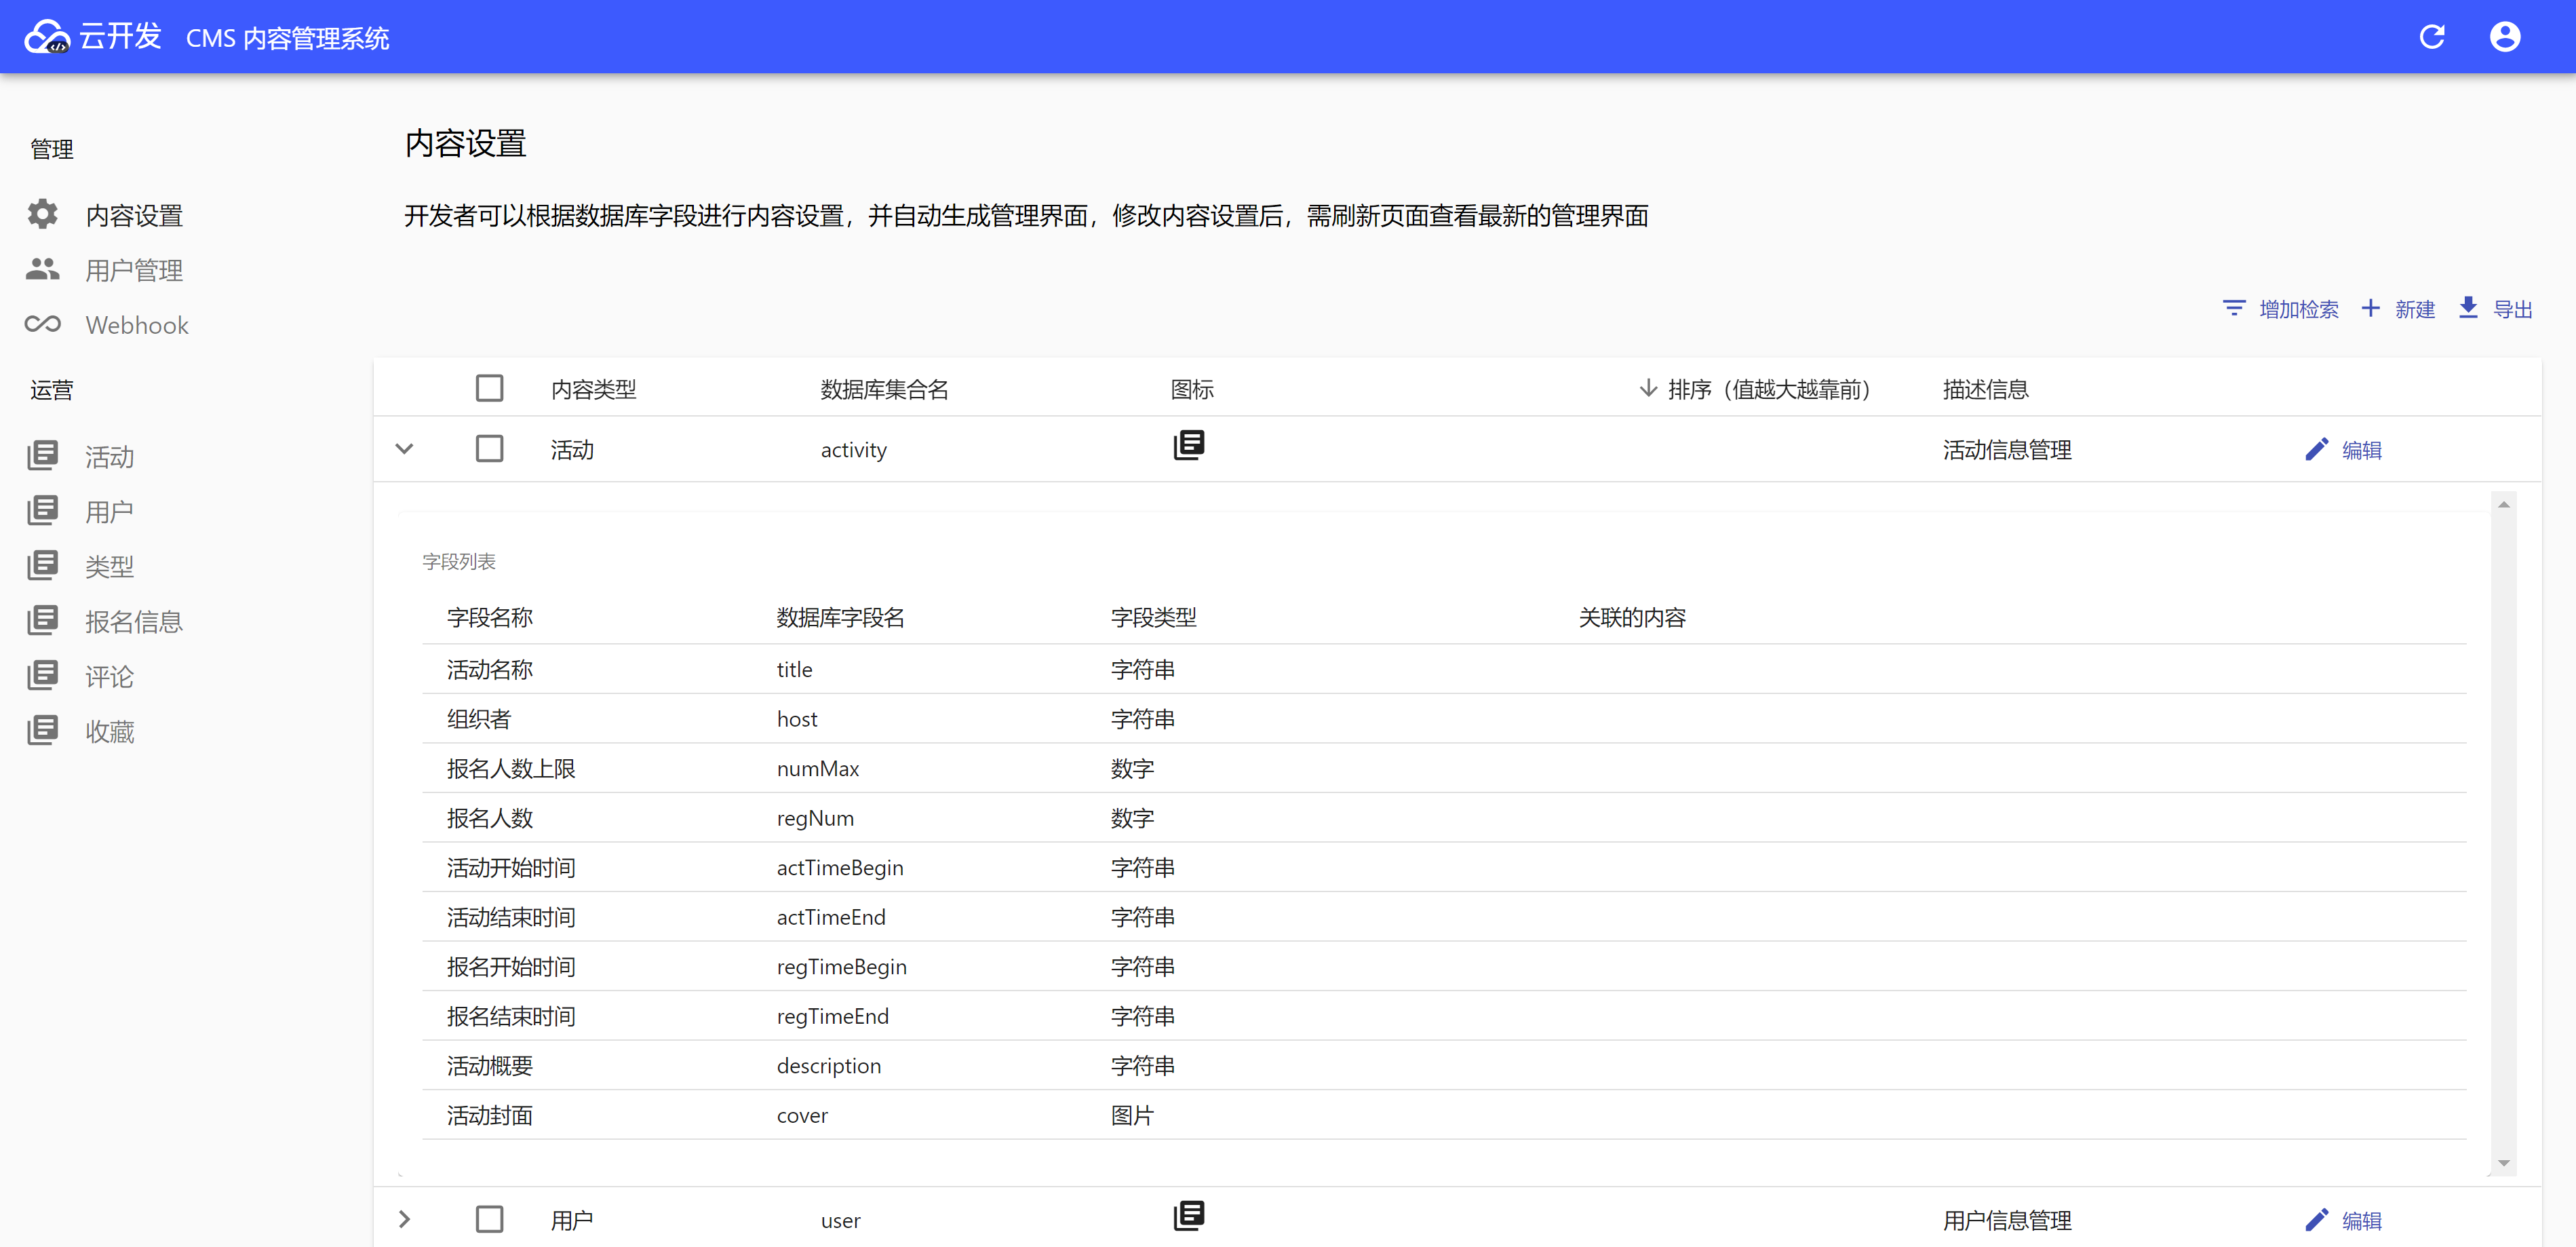 云开发 CMS 内容管理系统
管理
内容设置
用户管理
Webhook
运营
活动
用户
类型
报名信息
评论
收藏
内容设置
开发者可以根据数据库字段进行内容设置，并自动生成管理界面，修改内容设置后，需刷新页面查看最新的管理界面
增加检索 新建 导出
内容类型 数据库集合名 图标 排序（值越大越靠前） 描述信息
活动 activity 活动信息管理 编辑
字段列表
字段名称 数据库字段名 字段类型 关联的内容
活动名称 title 字符串
组织者 host 字符串
报名人数上限 numMax 数字
报名人数 regNum 数字
活动开始时间 actTimeBegin 字符串
活动结束时间 actTimeEnd 字符串
报名开始时间 regTimeBegin 字符串
报名结束时间 regTimeEnd 字符串
活动概要 description 字符串
活动封面 cover 图片
用户 user 用户信息管理 编辑